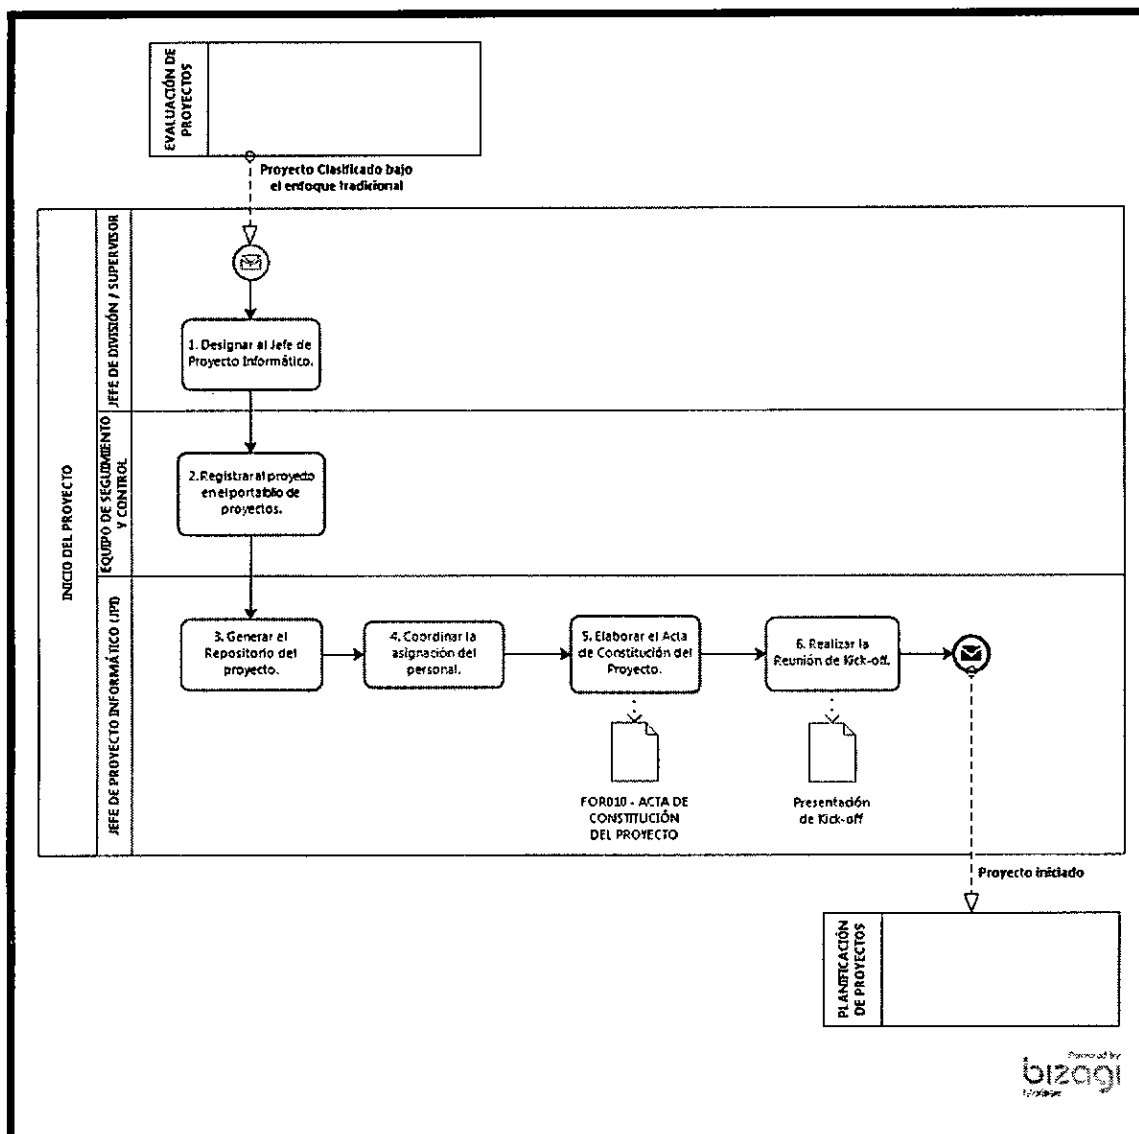 EVALUACIÓN DE
PROYECTOS
Proyecto Clasificado bajo
el enfoque tradicional
INICIO DEL PROYECTO
JEFE DE DIVISIÓN / SUPERVISOR
1. Designar al Jefe de
Proyecto Informático.
EQUIPO DE SEGUIMIENTO
Y CONTROL
2. Registrar al proyecto
en el portafolio de
proyectos.
JEFE DE PROYECTO INFORMÁTICO (JPI)
3. Generar el
Repositorio del
proyecto.
4. Coordinar la
asignación del
personal.
5. Elaborar el Acta
de Constitución del
Proyecto.
6. Realizar la
Reunión de Kick-off.
FOR010 - ACTA DE
CONSTITUCIÓN
DEL PROYECTO
Presentación
de Kick-off
Proyecto iniciado
PLANIFICACIÓN
DE PROYECTOS
Powered by
bizagi
Modeler